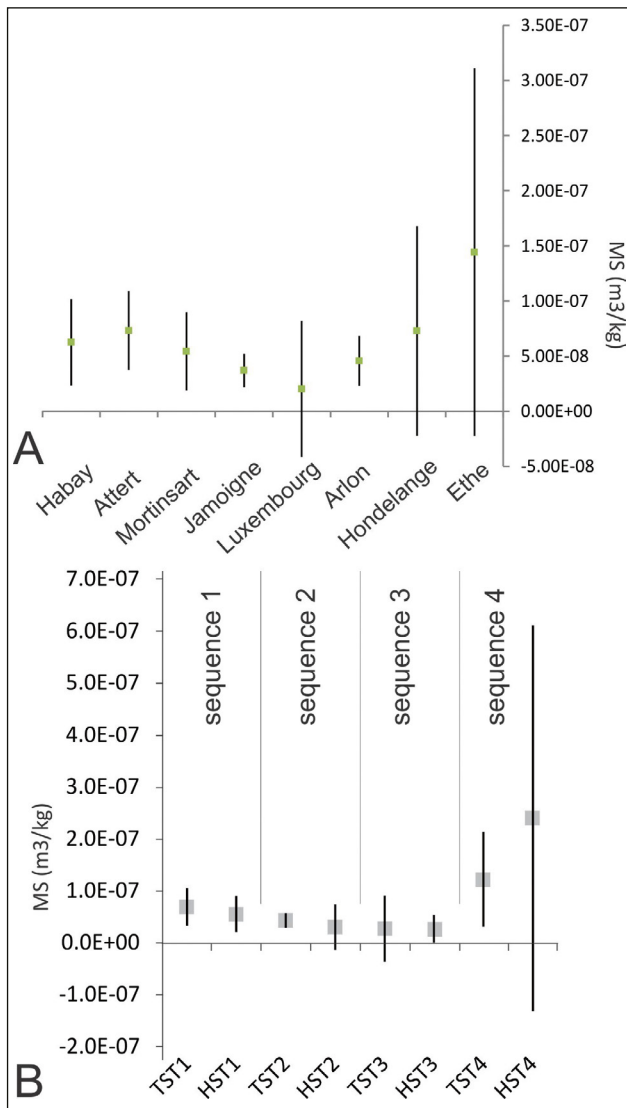 3.50E-07
3.00E-07
2.50E-07
2.00E-07
1.50E-07
1.00E-07
5.00E-08
0.00E+00
-5.00E-08
MS (m3/kg)
A
Habay
Attert
Mortinsart
Jamoigne
Luxembourg
Arlon
Hondelange
Ethe
7.0E-07
6.0E-07
5.0E-07
4.0E-07
3.0E-07
2.0E-07
1.0E-07
0.0E+00
-1.0E-07
-2.0E-07
MS (m3/kg)
sequence 1
sequence 2
sequence 3
sequence 4
B
TST1
HST1
TST2
HST2
TST3
HST3
TST4
HST4